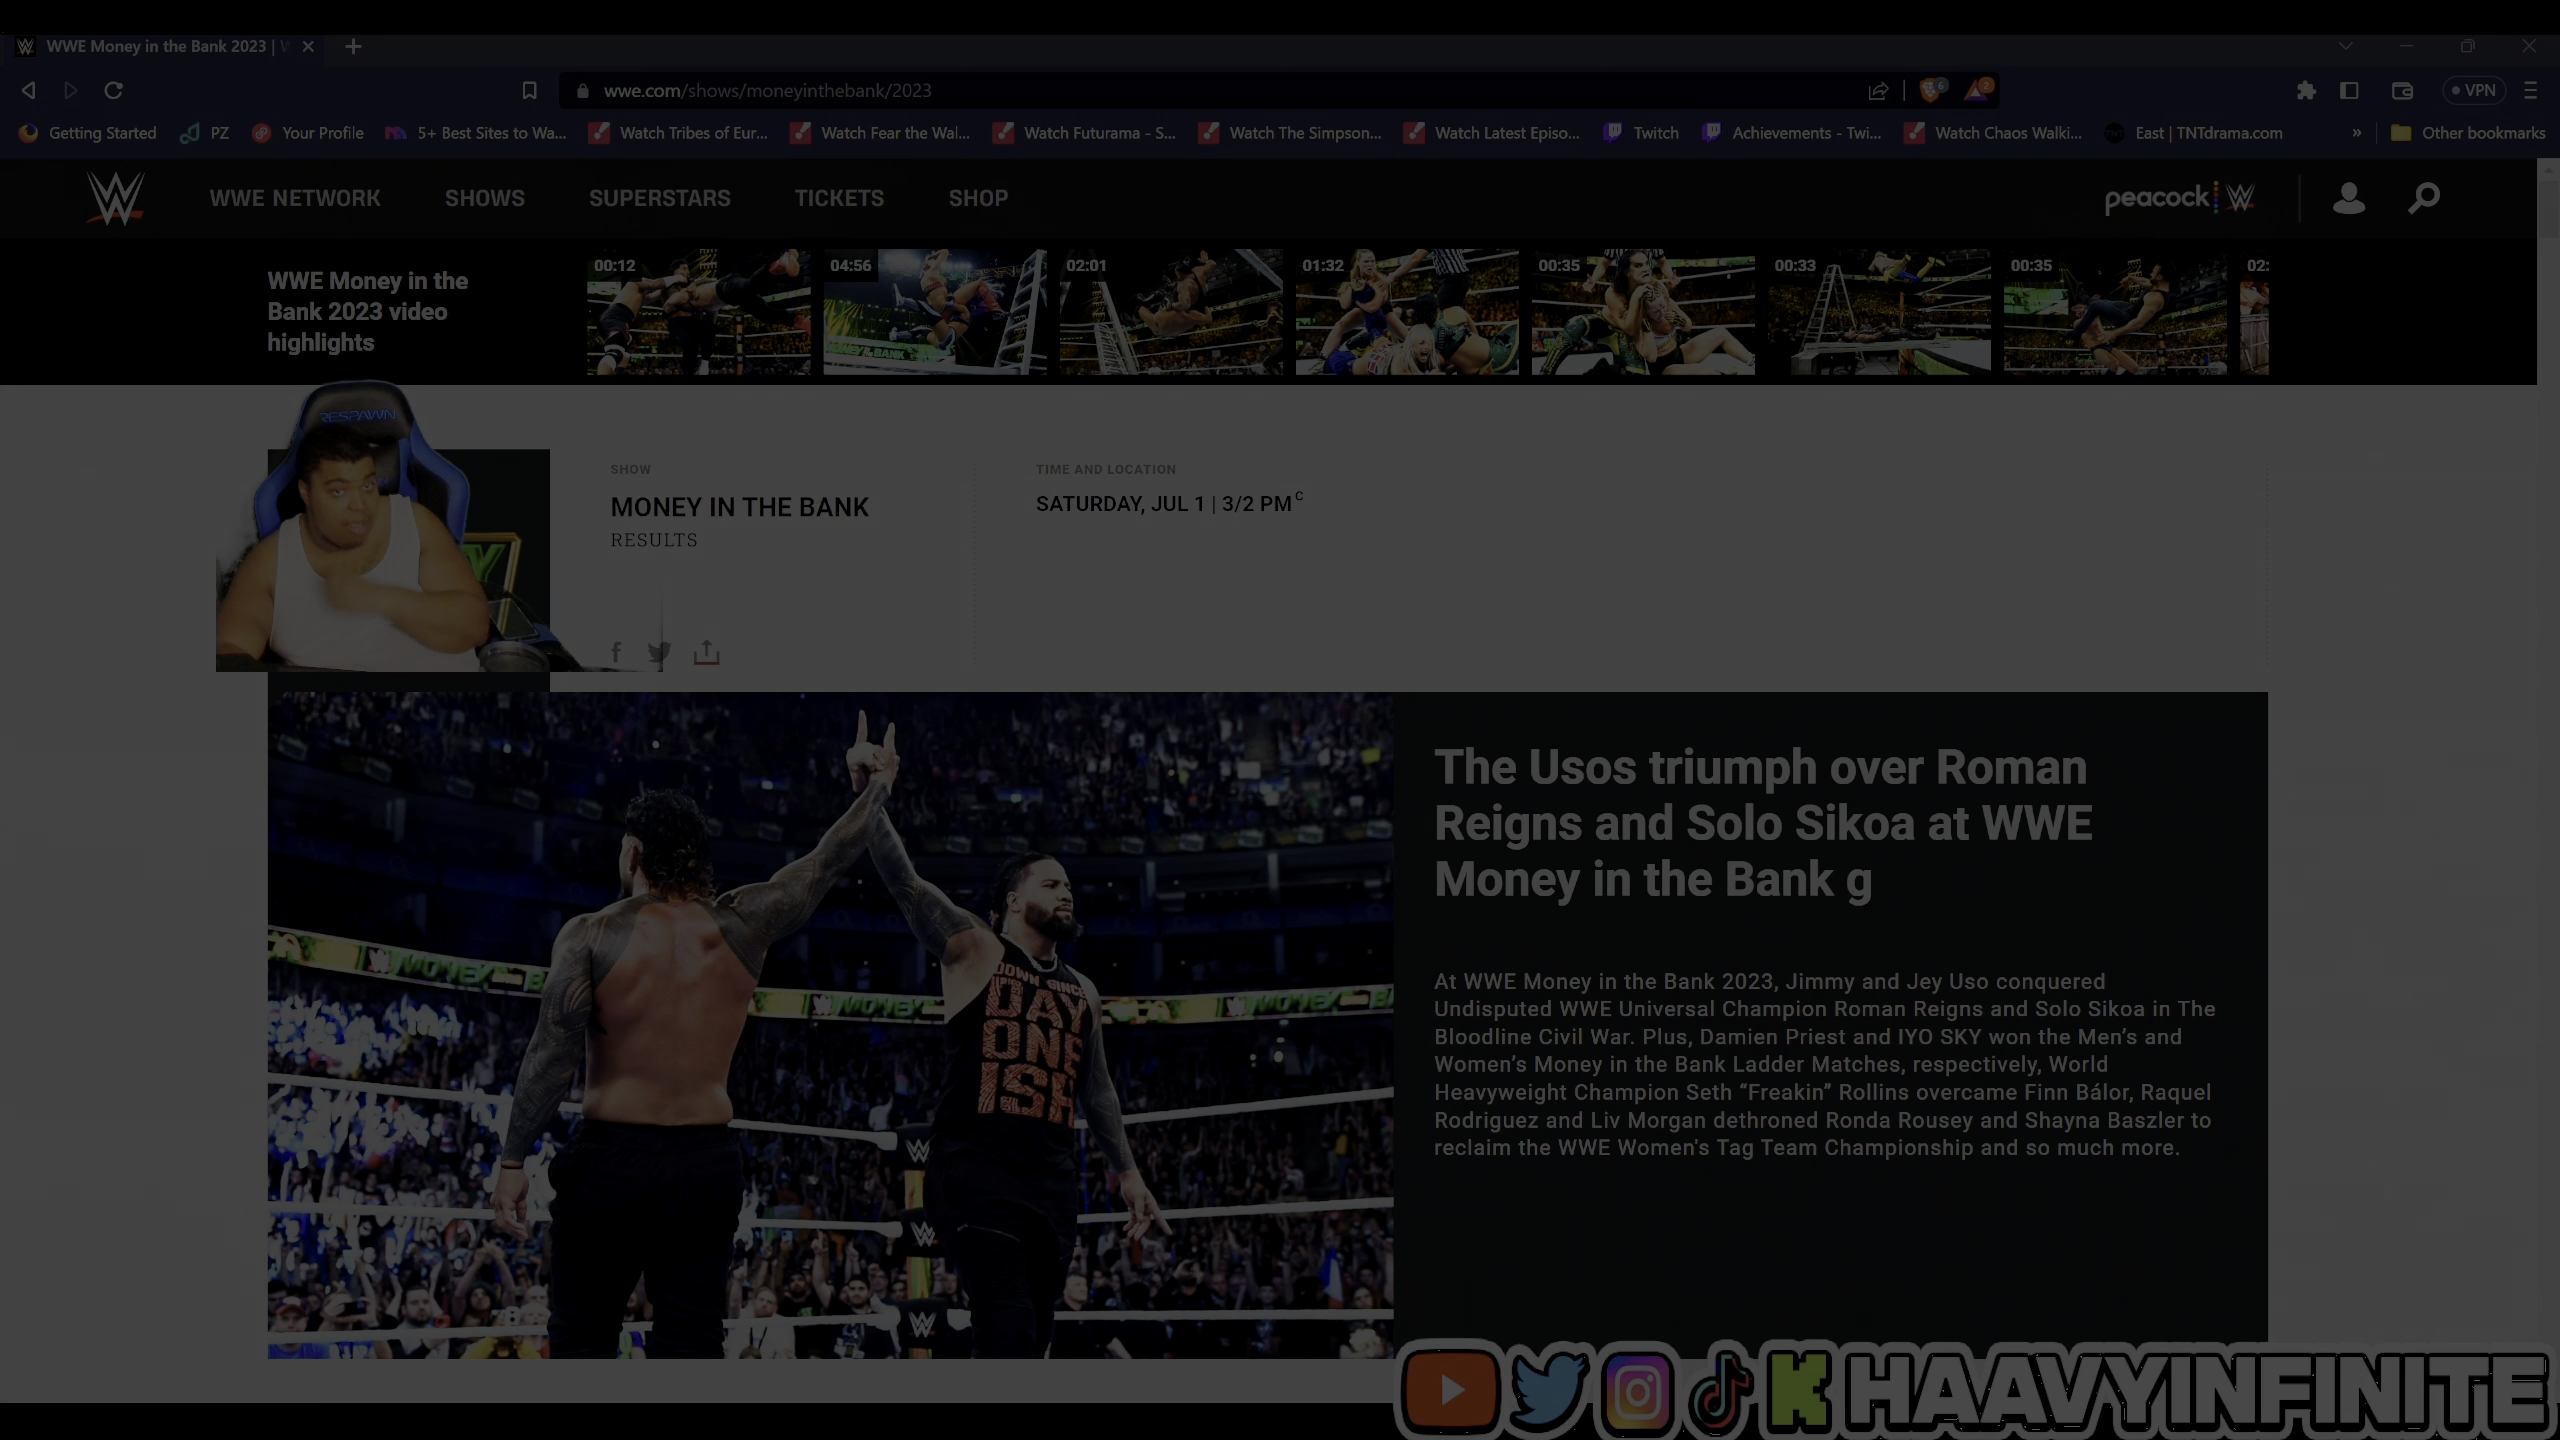 WWE Money in the Bank 2023 | W
wwe.com/shows/moneyinthebank/2023
6
2
VPN
Getting Started
PZ
Your Profile
5+ Best Sites to Wa...
Watch Tribes of Eur...
Watch Fear the Wal...
Watch Futurama - S...
Watch The Simpson...
Watch Latest Episo...
Twitch
Achievements - Twi...
Watch Chaos Walki...
East | TNTdrama.com
»
Other bookmarks
WWE NETWORK
SHOWS
SUPERSTARS
TICKETS
SHOP
peacock
WWE Money in the
Bank 2023 video
highlights
00:12
04:56
02:01
01:32
00:35
00:33
00:35
02:
RESPAWN
SHOW
MONEY IN THE BANK
RESULTS
TIME AND LOCATION
SATURDAY, JUL 1 | 3/2 PM C
The Usos triumph over Roman
Reigns and Solo Sikoa at WWE
Money in the Bank g
At WWE Money in the Bank 2023, Jimmy and Jey Uso conquered
Undisputed WWE Universal Champion Roman Reigns and Solo Sikoa in The
Bloodline Civil War. Plus, Damien Priest and IYO SKY won the Men’s and
Women’s Money in the Bank Ladder Matches, respectively, World
Heavyweight Champion Seth “Freakin” Rollins overcame Finn Bálor, Raquel
Rodriguez and Liv Morgan dethroned Ronda Rousey and Shayna Baszler to
reclaim the WWE Women's Tag Team Championship and so much more.
MONEY
DOWN SINCE
DAY
ONE
ISH
HAAVYINFINITE